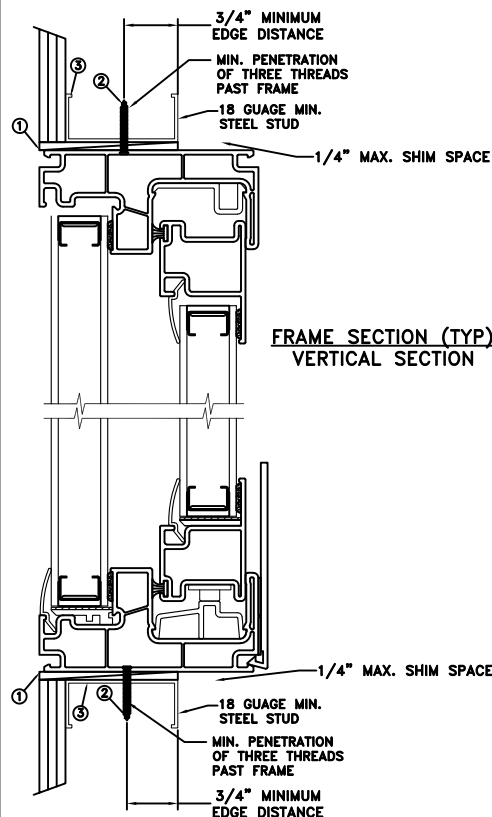 3/4" MINIMUM
EDGE DISTANCE
③
②
MIN. PENETRATION
OF THREE THREADS
PAST FRAME
①
18 GUAGE MIN.
STEEL STUD
1/4" MAX. SHIM SPACE
FRAME SECTION (TYP)
VERTICAL SECTION
1/4" MAX. SHIM SPACE
①
②
③
18 GUAGE MIN.
STEEL STUD
MIN. PENETRATION
OF THREE THREADS
PAST FRAME
3/4" MINIMUM
EDGE DISTANCE